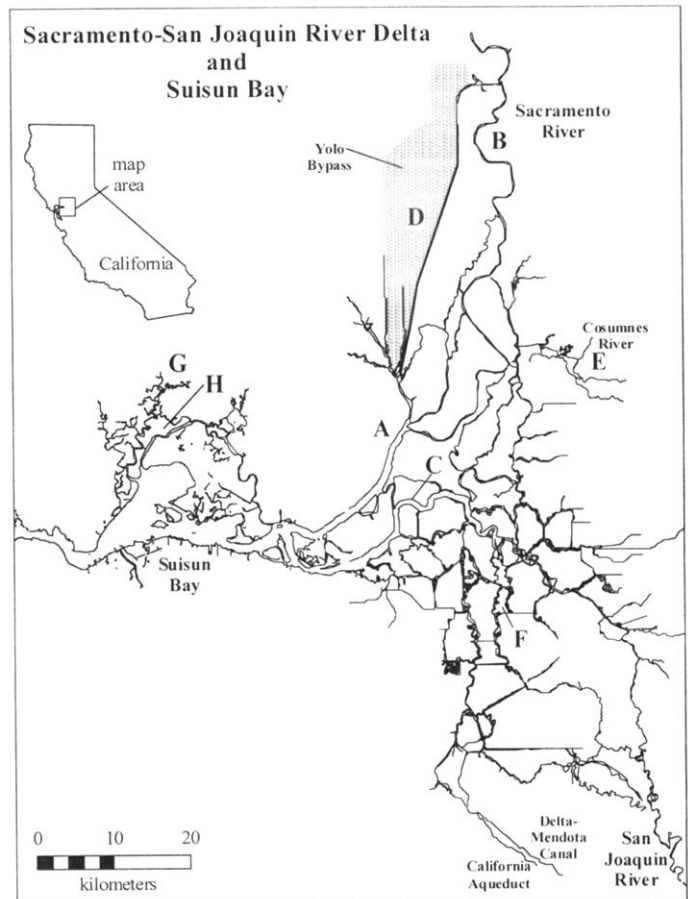 Sacramento-San Joaquin River Delta
and
Suisun Bay
Sacramento
River
B
Yolo
Bypass
map
area
California
D
Cosumnes
River
E
G
H
A
C
Suisun
Bay
F
0 10 20
kilometers
Delta-
Mendota
Canal
California
Aqueduct
San
Joaquin
River